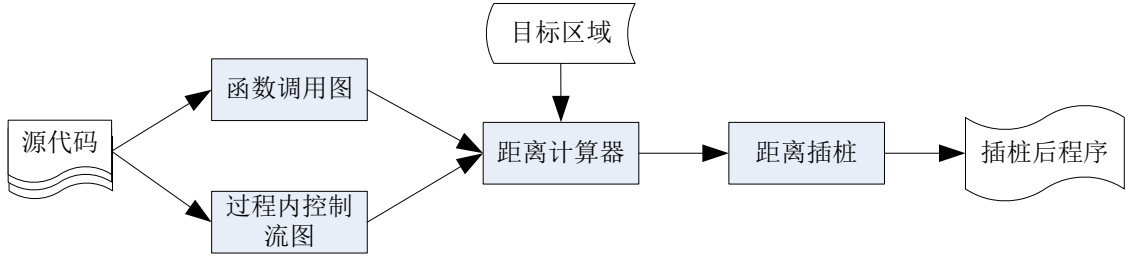 目标区域
函数调用图
源代码
距离计算器
距离插桩
插桩后程序
过程内控制
流图